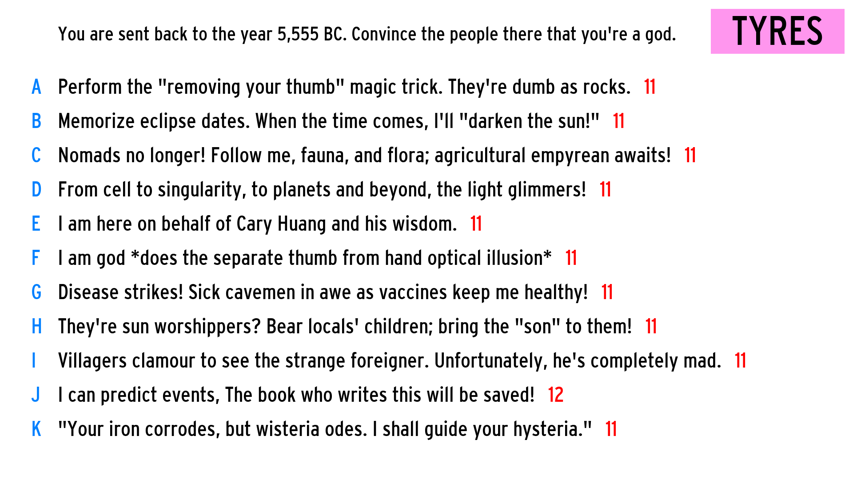 You are sent back to the year 5,555 BC. Convince the people there that you're a god.
TYRES
A Perform the "removing your thumb" magic trick. They're dumb as rocks. 11
B Memorize eclipse dates. When the time comes, I'll "darken the sun!" 11
C Nomads no longer! Follow me, fauna, and flora; agricultural empyrean awaits! 11
D From cell to singularity, to planets and beyond, the light glimmers! 11
E I am here on behalf of Cary Huang and his wisdom. 11
F I am god *does the separate thumb from hand optical illusion* 11
G Disease strikes! Sick cavemen in awe as vaccines keep me healthy! 11
H They're sun worshippers? Bear locals' children; bring the "son" to them! 11
I Villagers clamour to see the strange foreigner. Unfortunately, he's completely mad. 11
J I can predict events, The book who writes this will be saved! 12
K "Your iron corrodes, but wisteria odes. I shall guide your hysteria." 11